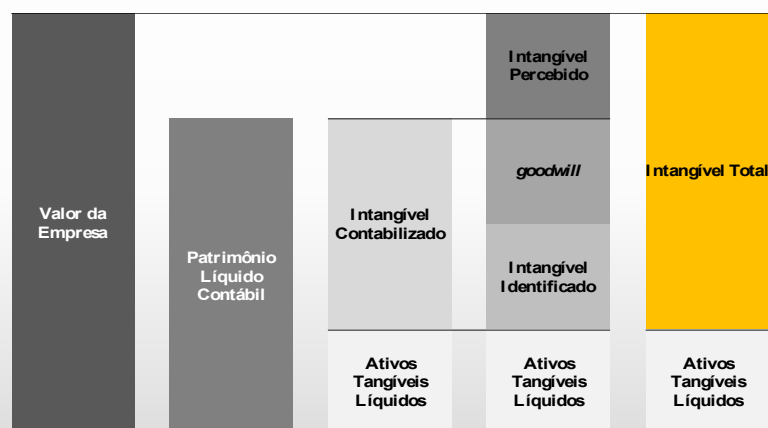 Valor da
Empresa
Patrimônio
Líquido
Contábil
Intangível
Contabilizado
Ativos
Tangíveis
Líquidos
Intangível
Percebido
goodwill
Intangível
Identificado
Ativos
Tangíveis
Líquidos
Intangível Total
Ativos
Tangíveis
Líquidos